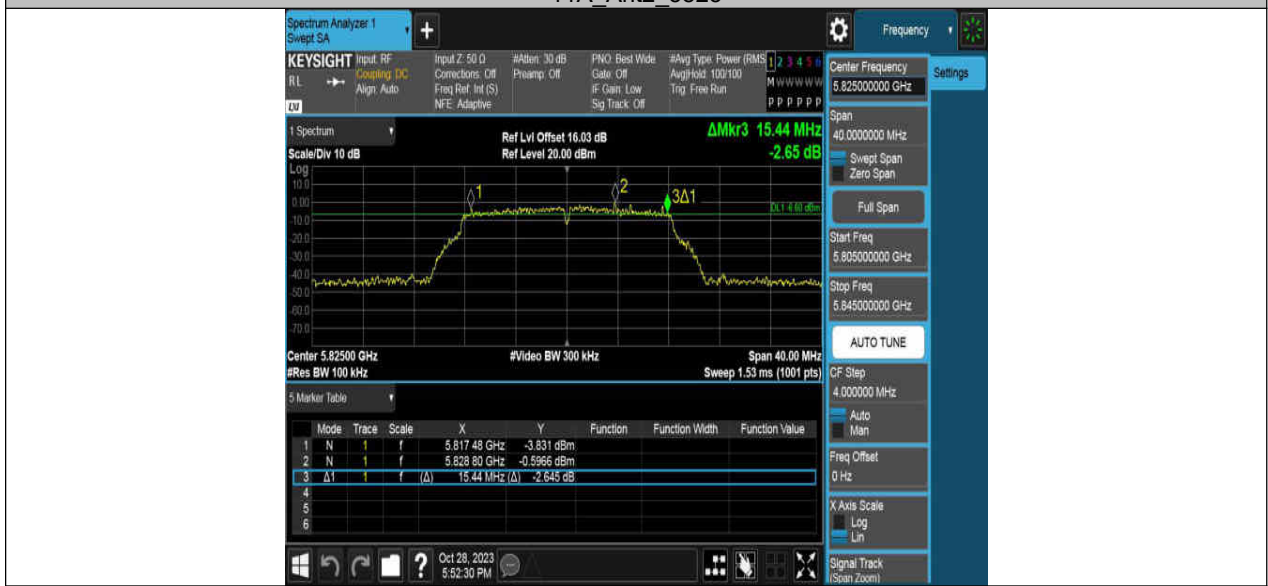 Spectrum Analyzer 1
Swept SA
+
Frequency
KEYSIGHT
RL
Input: RF
Coupling: DC
Align: Auto
Input Z: 50 Ω
Corrections: Off
Freq Ref: Int (S)
NFE: Adaptive
#Atten: 30 dB
Preamp: Off
PNO: Best Wide
Gate: Off
IF Gain: Low
Sig Track: Off
#Avg Type: Power (RMS
Avg|Hold: 100/100
Trig: Free Run
1 2 3 4 5 6
M W W W W W
P P P P P P
Center Frequency
5.825000000 GHz
Settings
Span
40.0000000 MHz
Swept Span
Zero Span
Full Span
Start Freq
5.805000000 GHz
Stop Freq
5.845000000 GHz
AUTO TUNE
CF Step
4.000000 MHz
Auto
Man
Freq Offset
0 Hz
X Axis Scale
Log
Lin
Signal Track
(Span Zoom)
1 Spectrum
Scale/Div 10 dB
Ref Lvl Offset 16.03 dB
Ref Level 20.00 dBm
ΔMkr3 15.44 MHz
-2.65 dB
Log
10.0
0.00
-10.0
-20.0
-30.0
-40.0
-50.0
-60.0
-70.0
1
2
3Δ1
DL1 -6.60 dBm
Center 5.82500 GHz
#Res BW 100 kHz
#Video BW 300 kHz
Span 40.00 MHz
Sweep 1.53 ms (1001 pts)
5 Marker Table
Mode Trace Scale X Y Function Function Width Function Value
1 N 1 f 5.817 48 GHz -3.831 dBm
2 N 1 f 5.828 80 GHz -0.5966 dBm
3 Δ1 1 f (Δ) 15.44 MHz (Δ) -2.645 dB
4
5
6
?
Oct 28, 2023
5:52:30 PM